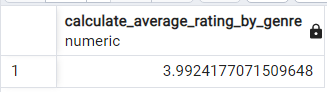 calculate_average_rating_by_genre
numeric
1
3.9924177071509648